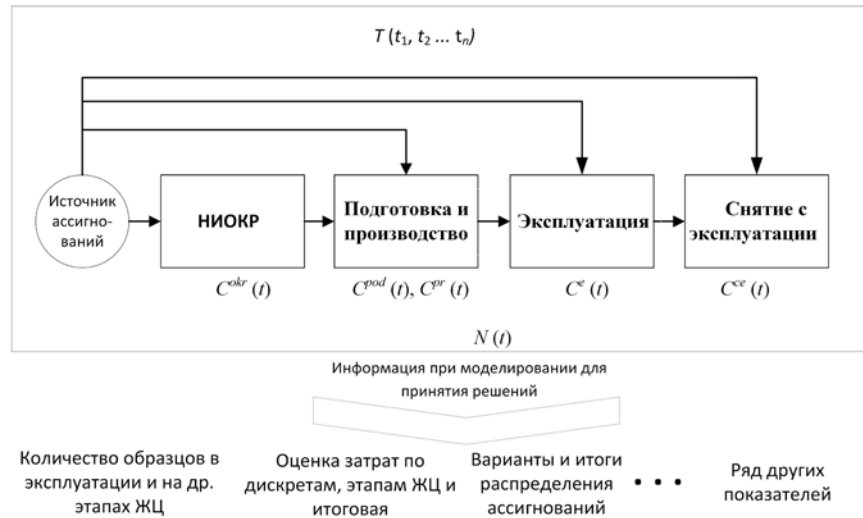 T (t₁, t₂ ... tₙ)
Источник
ассигно-
ваний
НИОКР
Подготовка и
производство
Эксплуатация
Снятие с
эксплуатации
Cᵒᵏʳ (t)
Cᵖᵒᵈ (t), Cᵖʳ (t)
Cᵉ (t)
Cᶜᵉ (t)
N (t)
Информация при моделировании для
принятия решений
Количество образцов в
эксплуатации и на др.
этапах ЖЦ
Оценка затрат по
дискретам, этапам ЖЦ и
итоговая
Варианты и итоги
распределения
ассигнований
• • •
Ряд других
показателей